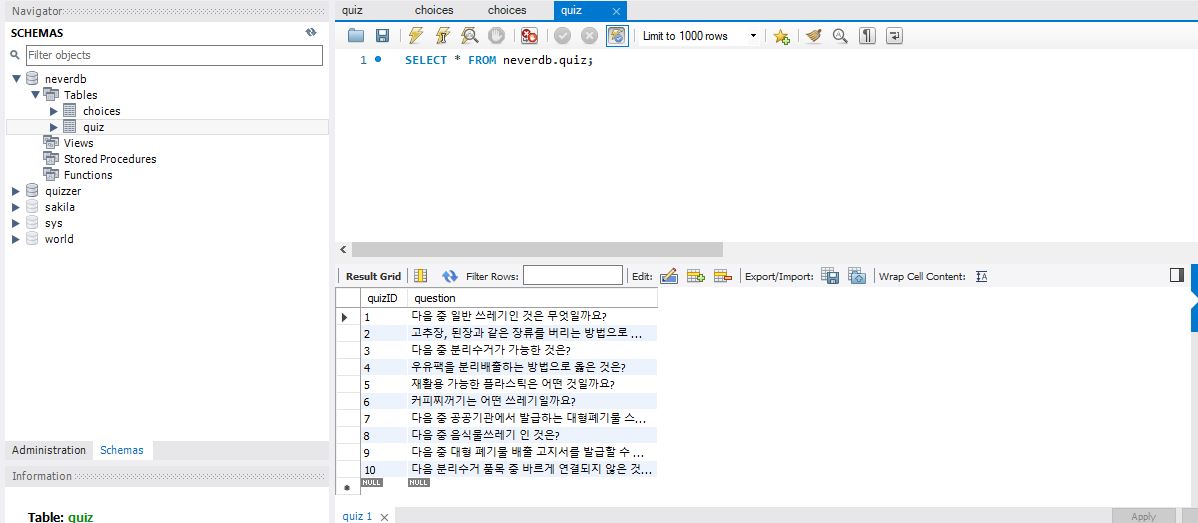 Navigator
SCHEMAS
Filter objects
neverdb
Tables
choices
quiz
Views
Stored Procedures
Functions
quizzer
sakila
sys
world
Administration Schemas
Information
Table: quiz
quiz choices choices quiz
Limit to 1000 rows
1 SELECT * FROM neverdb.quiz;
Result Grid Filter Rows: Edit: Export/Import: Wrap Cell Content:
quizID question
1 다음 중 일반 쓰레기인 것은 무엇일까요?
2 고추장, 된장과 같은 장류를 버리는 방법으로 ...
3 다음 중 분리수거가 가능한 것은?
4 우유팩을 분리배출하는 방법으로 옳은 것은?
5 재활용 가능한 플라스틱은 어떤 것일까요?
6 커피찌꺼기는 어떤 쓰레기일까요?
7 다음 중 공공기관에서 발급하는 대형폐기물 스...
8 다음 중 음식물쓰레기 인 것은?
9 다음 중 대형 폐기물 배출 고지서를 발급할 수 ...
10 다음 분리수거 품목 중 바르게 연결되지 않은 것...
NULL NULL
quiz 1
Apply